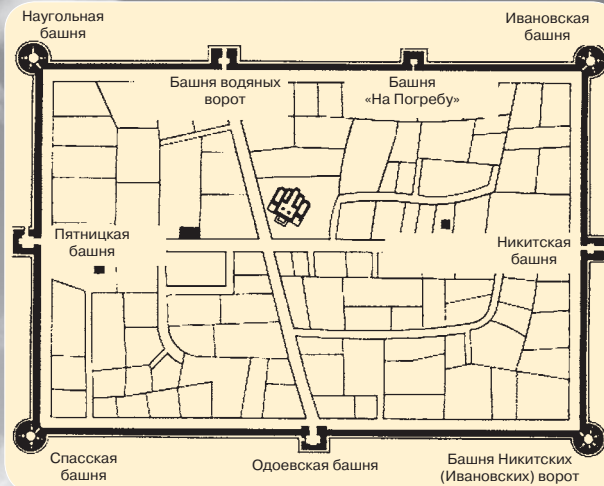 Наугольная
башня
Ивановская
башня
Башня водяных
ворот
Башня
«На Погребу»
Пятницкая
башня
Никитская
башня
Спасская
башня
Одоевская башня
Башня Никитских
(Ивановских) ворот